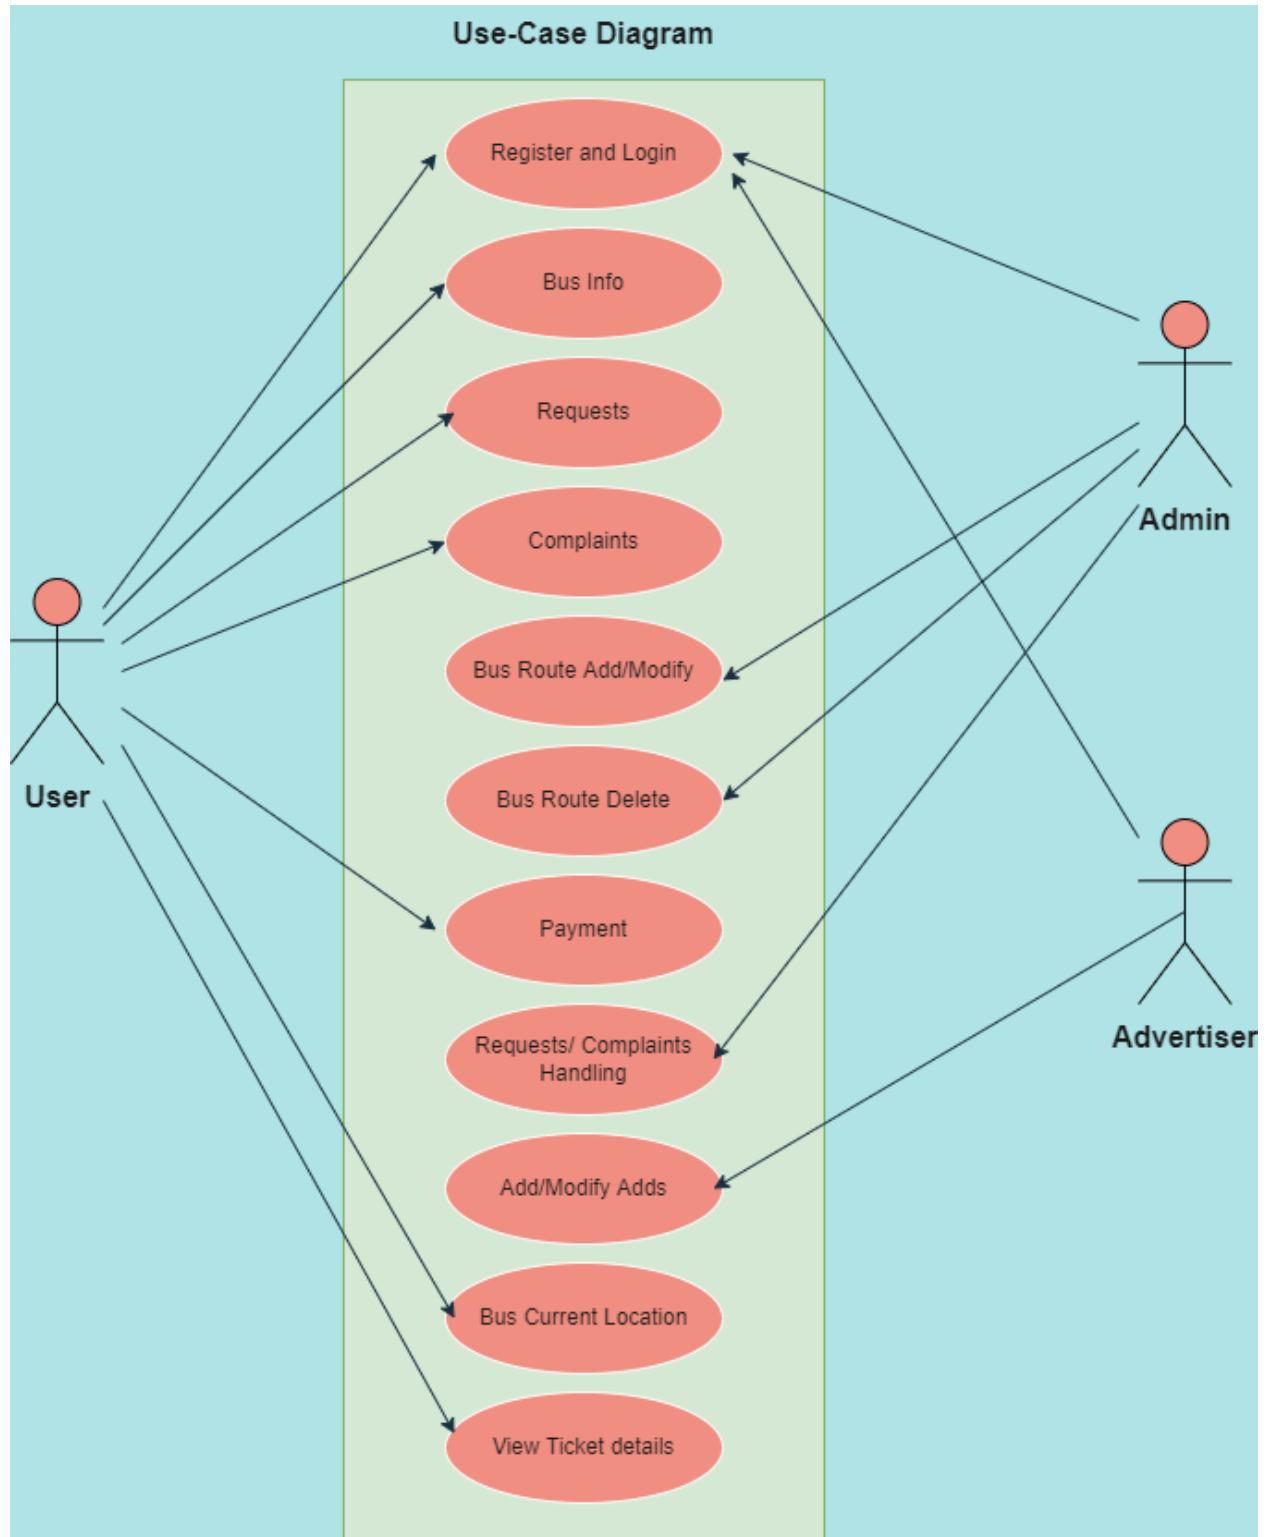 Use-Case Diagram
Register and Login
Bus Info
Requests
Complaints
Admin
Bus Route Add/Modify
User
Bus Route Delete
Payment
Requests/ Complaints
Handling
Advertiser
Add/Modify Adds
Bus Current Location
View Ticket details